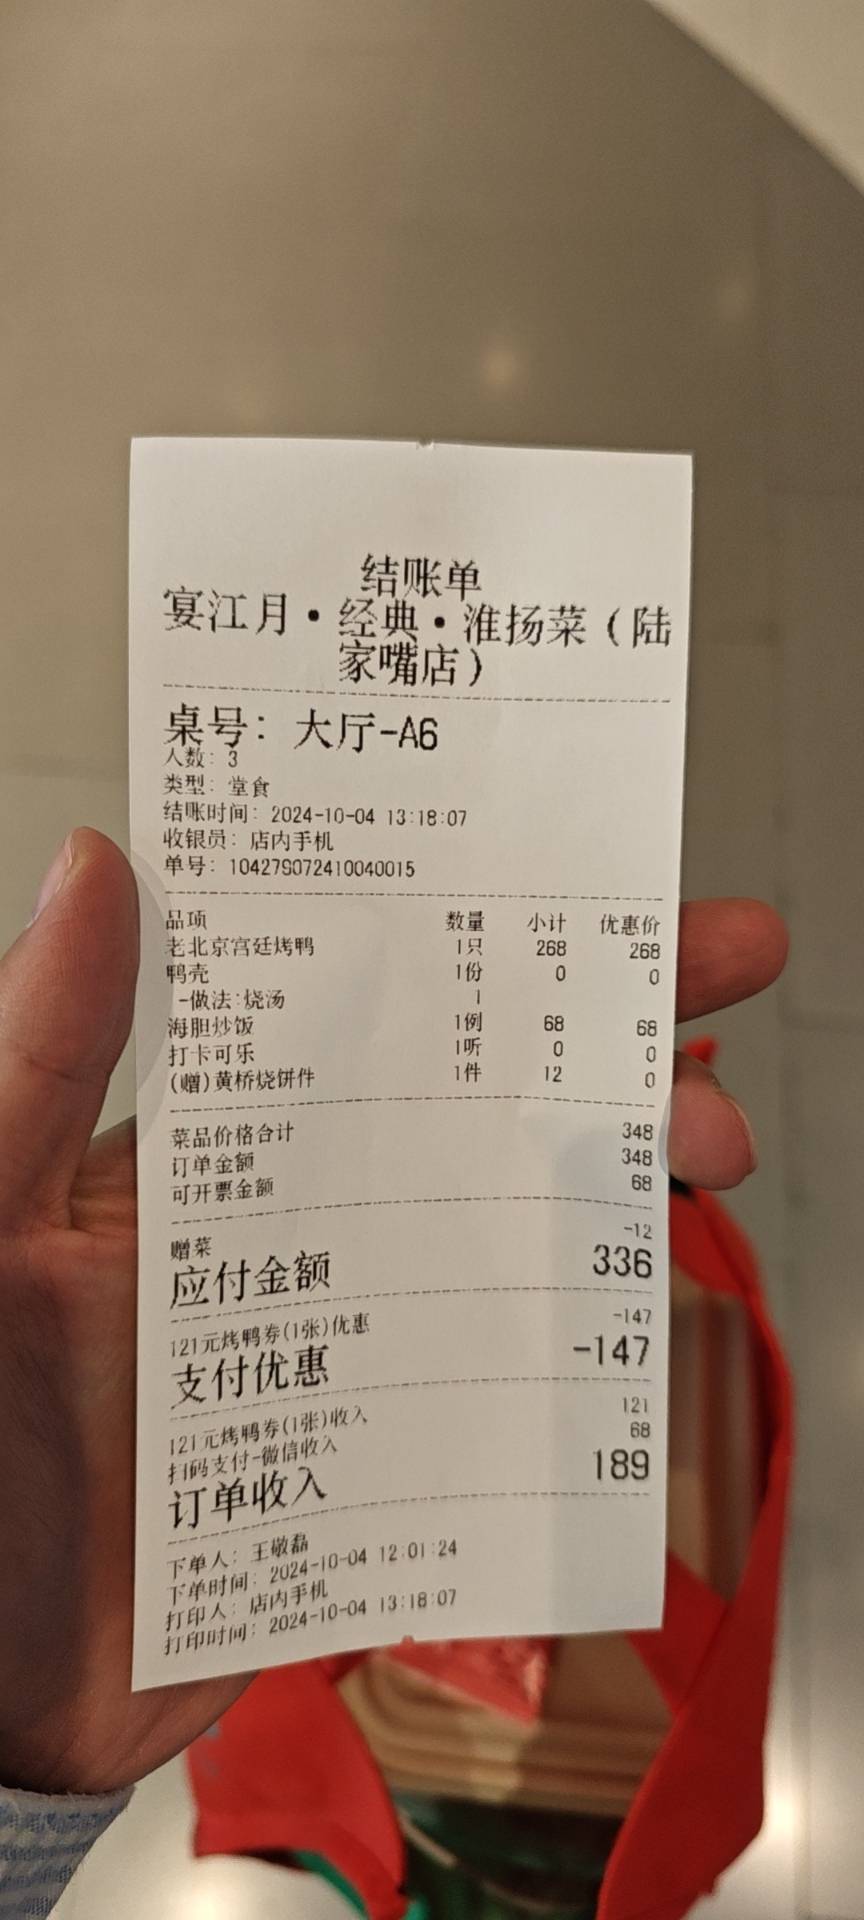 结账单
宴江月·经典·淮扬菜(陆
家嘴店)
桌号: 大厅-A6
人数: 3
类型: 堂食
结账时间: 2024-10-04 13:18:07
收银员: 店内手机
单号: 104279072410040015
品项 数量 小计 优惠价
老北京宫廷烤鸭 1只 268 268
鸭壳 1份 0 0
-做法:烧汤 1
海胆炒饭 1例 68 68
打卡可乐 1听 0 0
(赠)黄桥烧饼件 1件 12 0
菜品价格合计 348
订单金额 348
可开票金额 68
赠菜 -12
应付金额 336
121元烤鸭券(1张)优惠 -147
支付优惠 -147
121元烤鸭券(1张)收入 121
扫码支付-微信收入 68
订单收入 189
下单人: 王敬磊
下单时间: 2024-10-04 12:01:24
打印人: 店内手机
打印时间: 2024-10-04 13:18:07